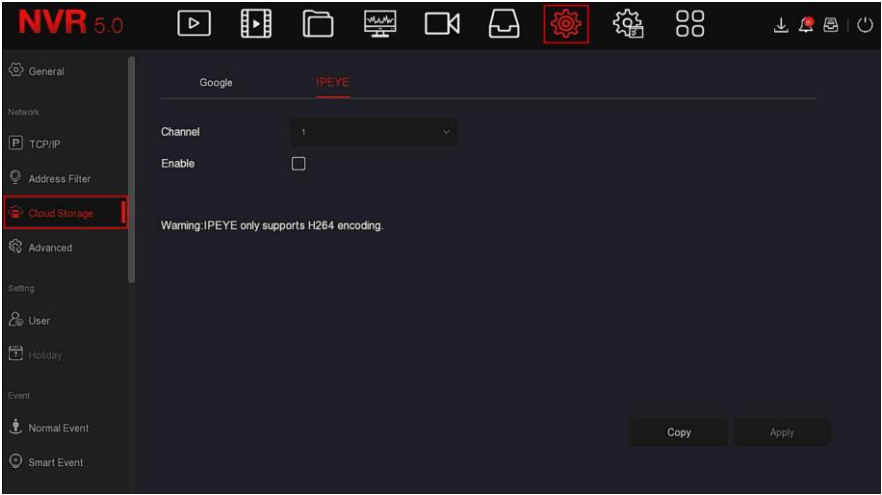 NVR 5.0
General
Network
P TCP/IP
Address Filter
Cloud Storage
Advanced
Setting
User
Holiday
Event
Normal Event
Smart Event
Google IPEYE
Channel 1
Enable
Warning:IPEYE only supports H264 encoding.
Copy Apply